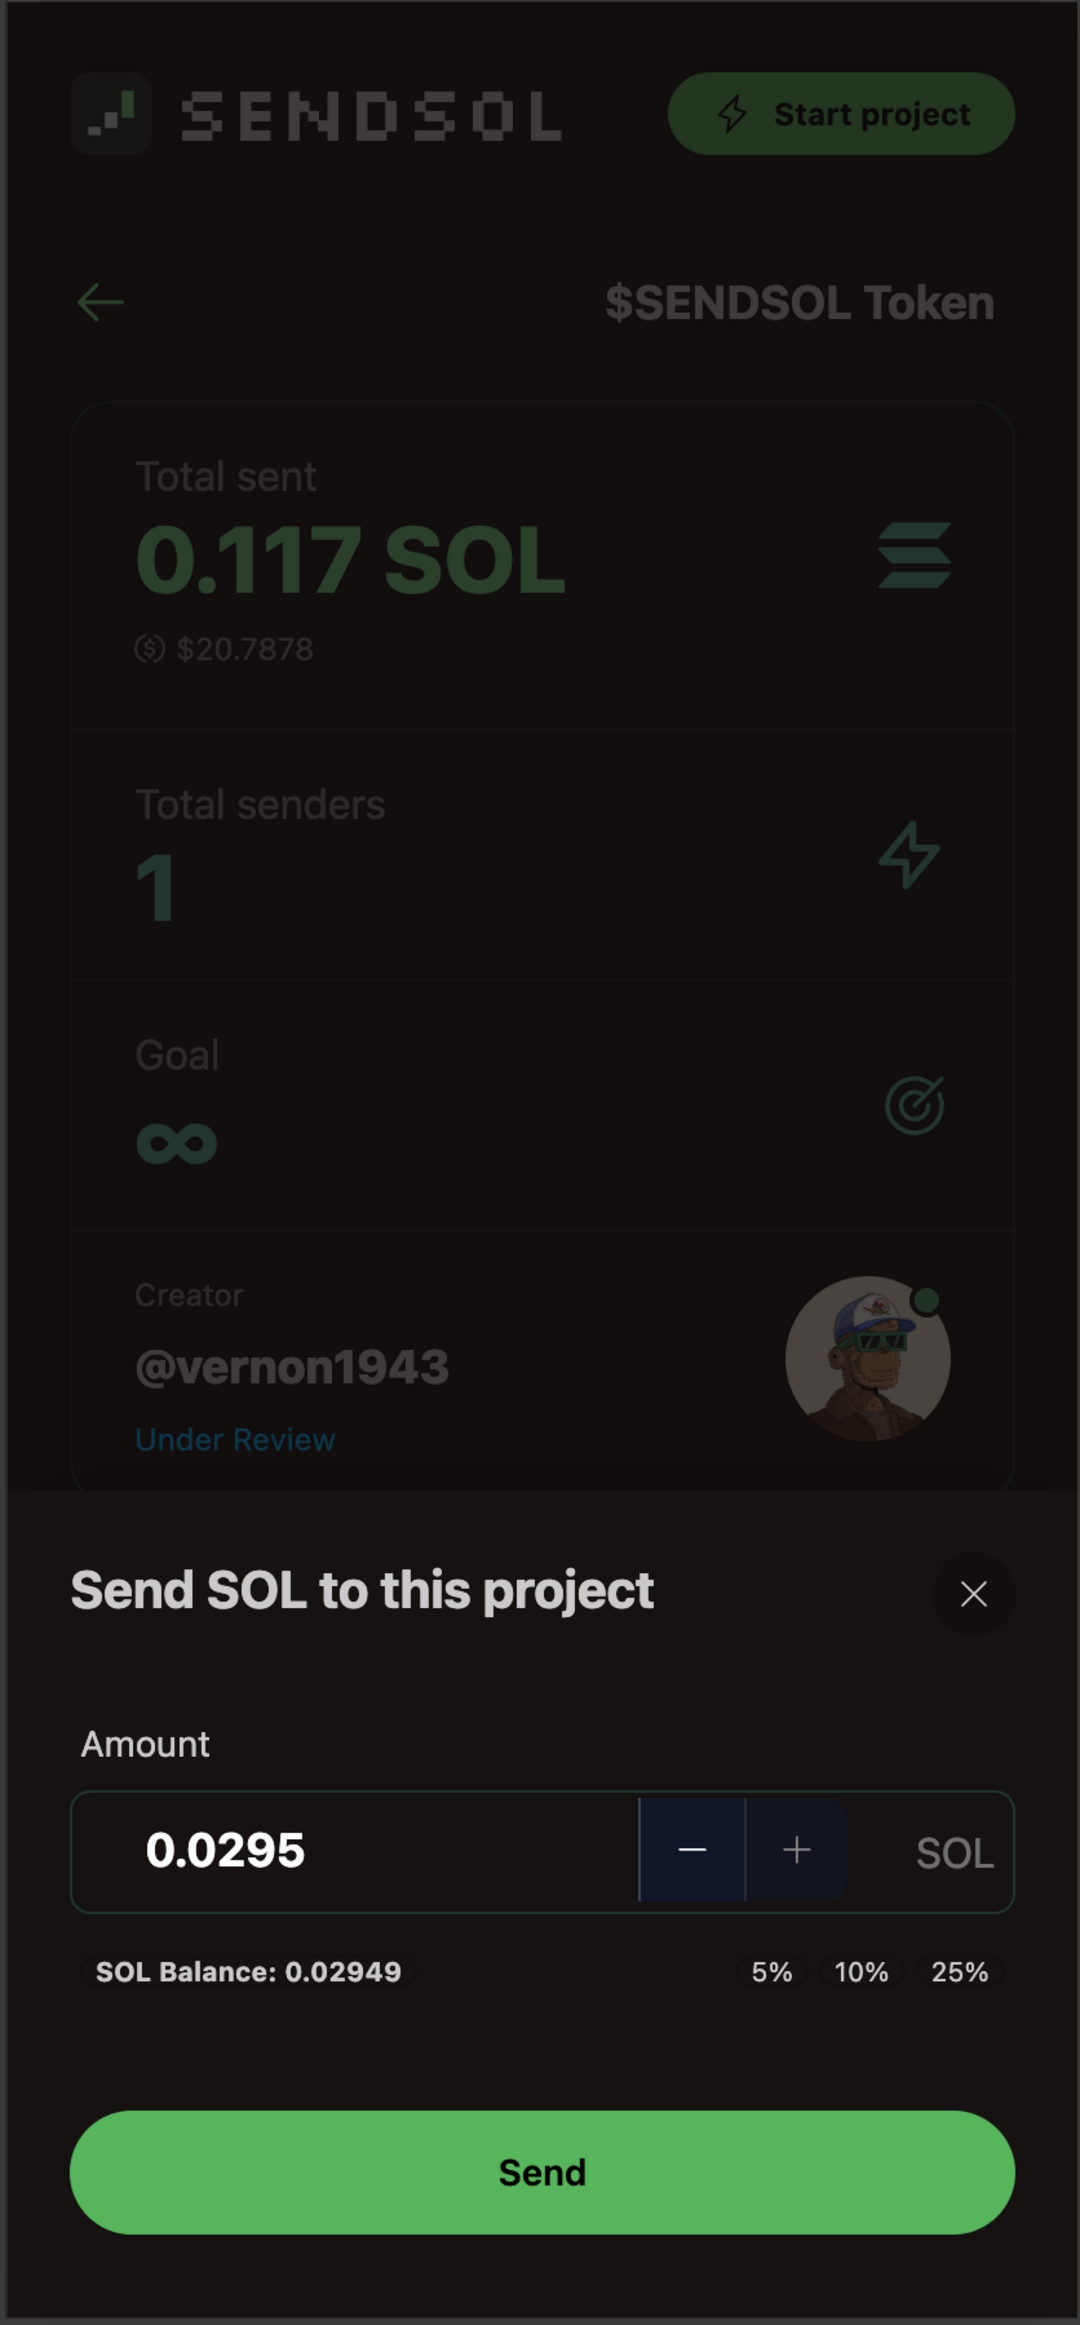 SENDSOL
Start project
$SENDSOL Token
Total sent
0.117 SOL
$20.7878
Total senders
1
Goal
∞
Creator
@vernon1943
Under Review
Send SOL to this project
Amount
0.0295
SOL
SOL Balance: 0.02949
5% 10% 25%
Send